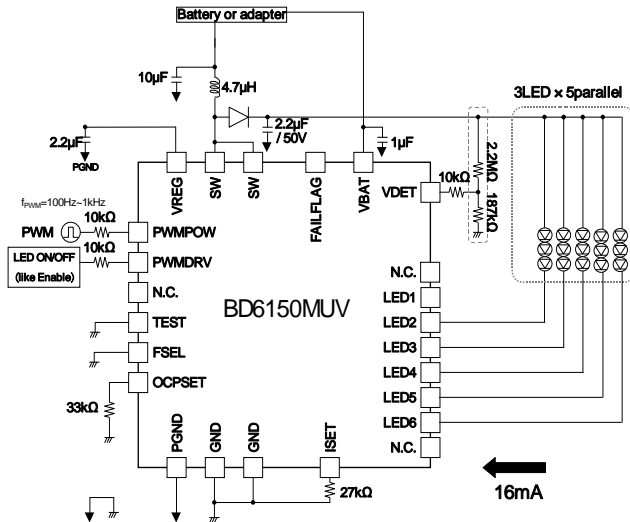 Battery or adapter
10μF
4.7μH
3LED × 5parallel
2.2μF
/ 50V
2.2μF
PGND
1μF
2.2MΩ
187kΩ
VREG
SW
SW
FAILFLAG
VBAT
VDET
10kΩ
fPWM=100Hz~1kHz
PWM
10kΩ
PWMPOW
10kΩ
LED ON/OFF
(like Enable)
PWMDRV
N.C.
TEST
FSEL
OCPSET
33kΩ
BD6150MUV
N.C.
LED1
LED2
LED3
LED4
LED5
LED6
N.C.
PGND
GND
GND
ISET
27kΩ
16mA